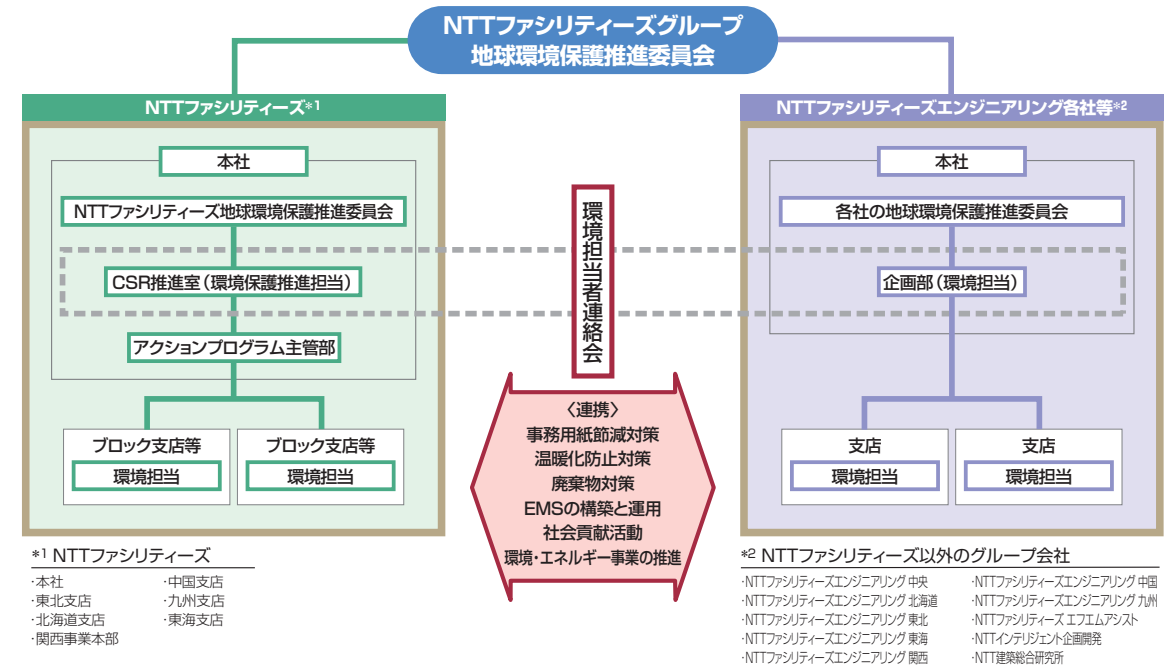 NTTファシリティーズグループ
地球環境保護推進委員会
NTTファシリティーズ*1
本社
NTTファシリティーズ地球環境保護推進委員会
CSR推進室(環境保護推進担当)
アクションプログラム主管部
ブロック支店等
環境担当
ブロック支店等
環境担当
環境担当者連絡会
〈連携〉
事務用紙節減対策
温暖化防止対策
廃棄物対策
EMSの構築と運用
社会貢献活動
環境・エネルギー事業の推進
NTTファシリティーズエンジニアリング各社等*2
本社
各社の地球環境保護推進委員会
企画部(環境担当)
支店
環境担当
支店
環境担当
*1 NTTファシリティーズ
·本社
·東北支店
·北海道支店
·関西事業本部
·中国支店
·九州支店
·東海支店
*2 NTTファシリティーズ以外のグループ会社
·NTTファシリティーズエンジニアリング 中央
·NTTファシリティーズエンジニアリング 北海道
·NTTファシリティーズエンジニアリング 東北
·NTTファシリティーズエンジニアリング 東海
·NTTファシリティーズエンジニアリング 関西
·NTTファシリティーズエンジニアリング 中国
·NTTファシリティーズエンジニアリング 九州
·NTTファシリティーズ エフエムアシスト
·NTTインテリジェント企画開発
·NTT建築総合研究所